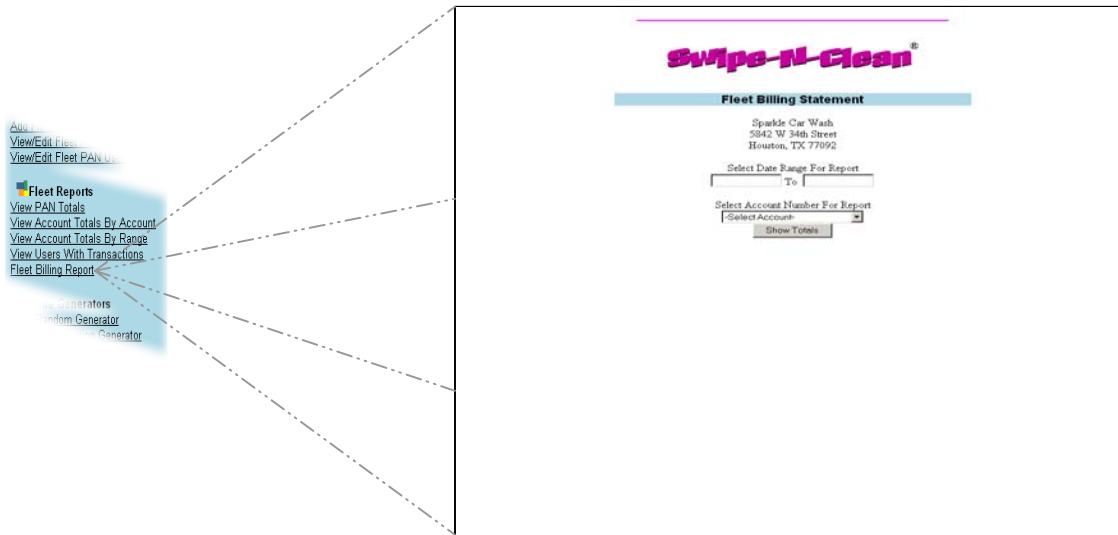 View/Edit Fleet
View/Edit Fleet PAN
Fleet Reports
View PAN Totals
View Account Totals By Account
View Account Totals By Range
View Users With Transactions
Fleet Billing Report
Generators
Generator
Generator
Swipe-N-Clean®
Fleet Billing Statement
Sparkle Car Wash
5842 W 34th Street
Houston, TX 77092
Select Date Range For Report
To
Select Account Number For Report
-Select Account-
Show Totals